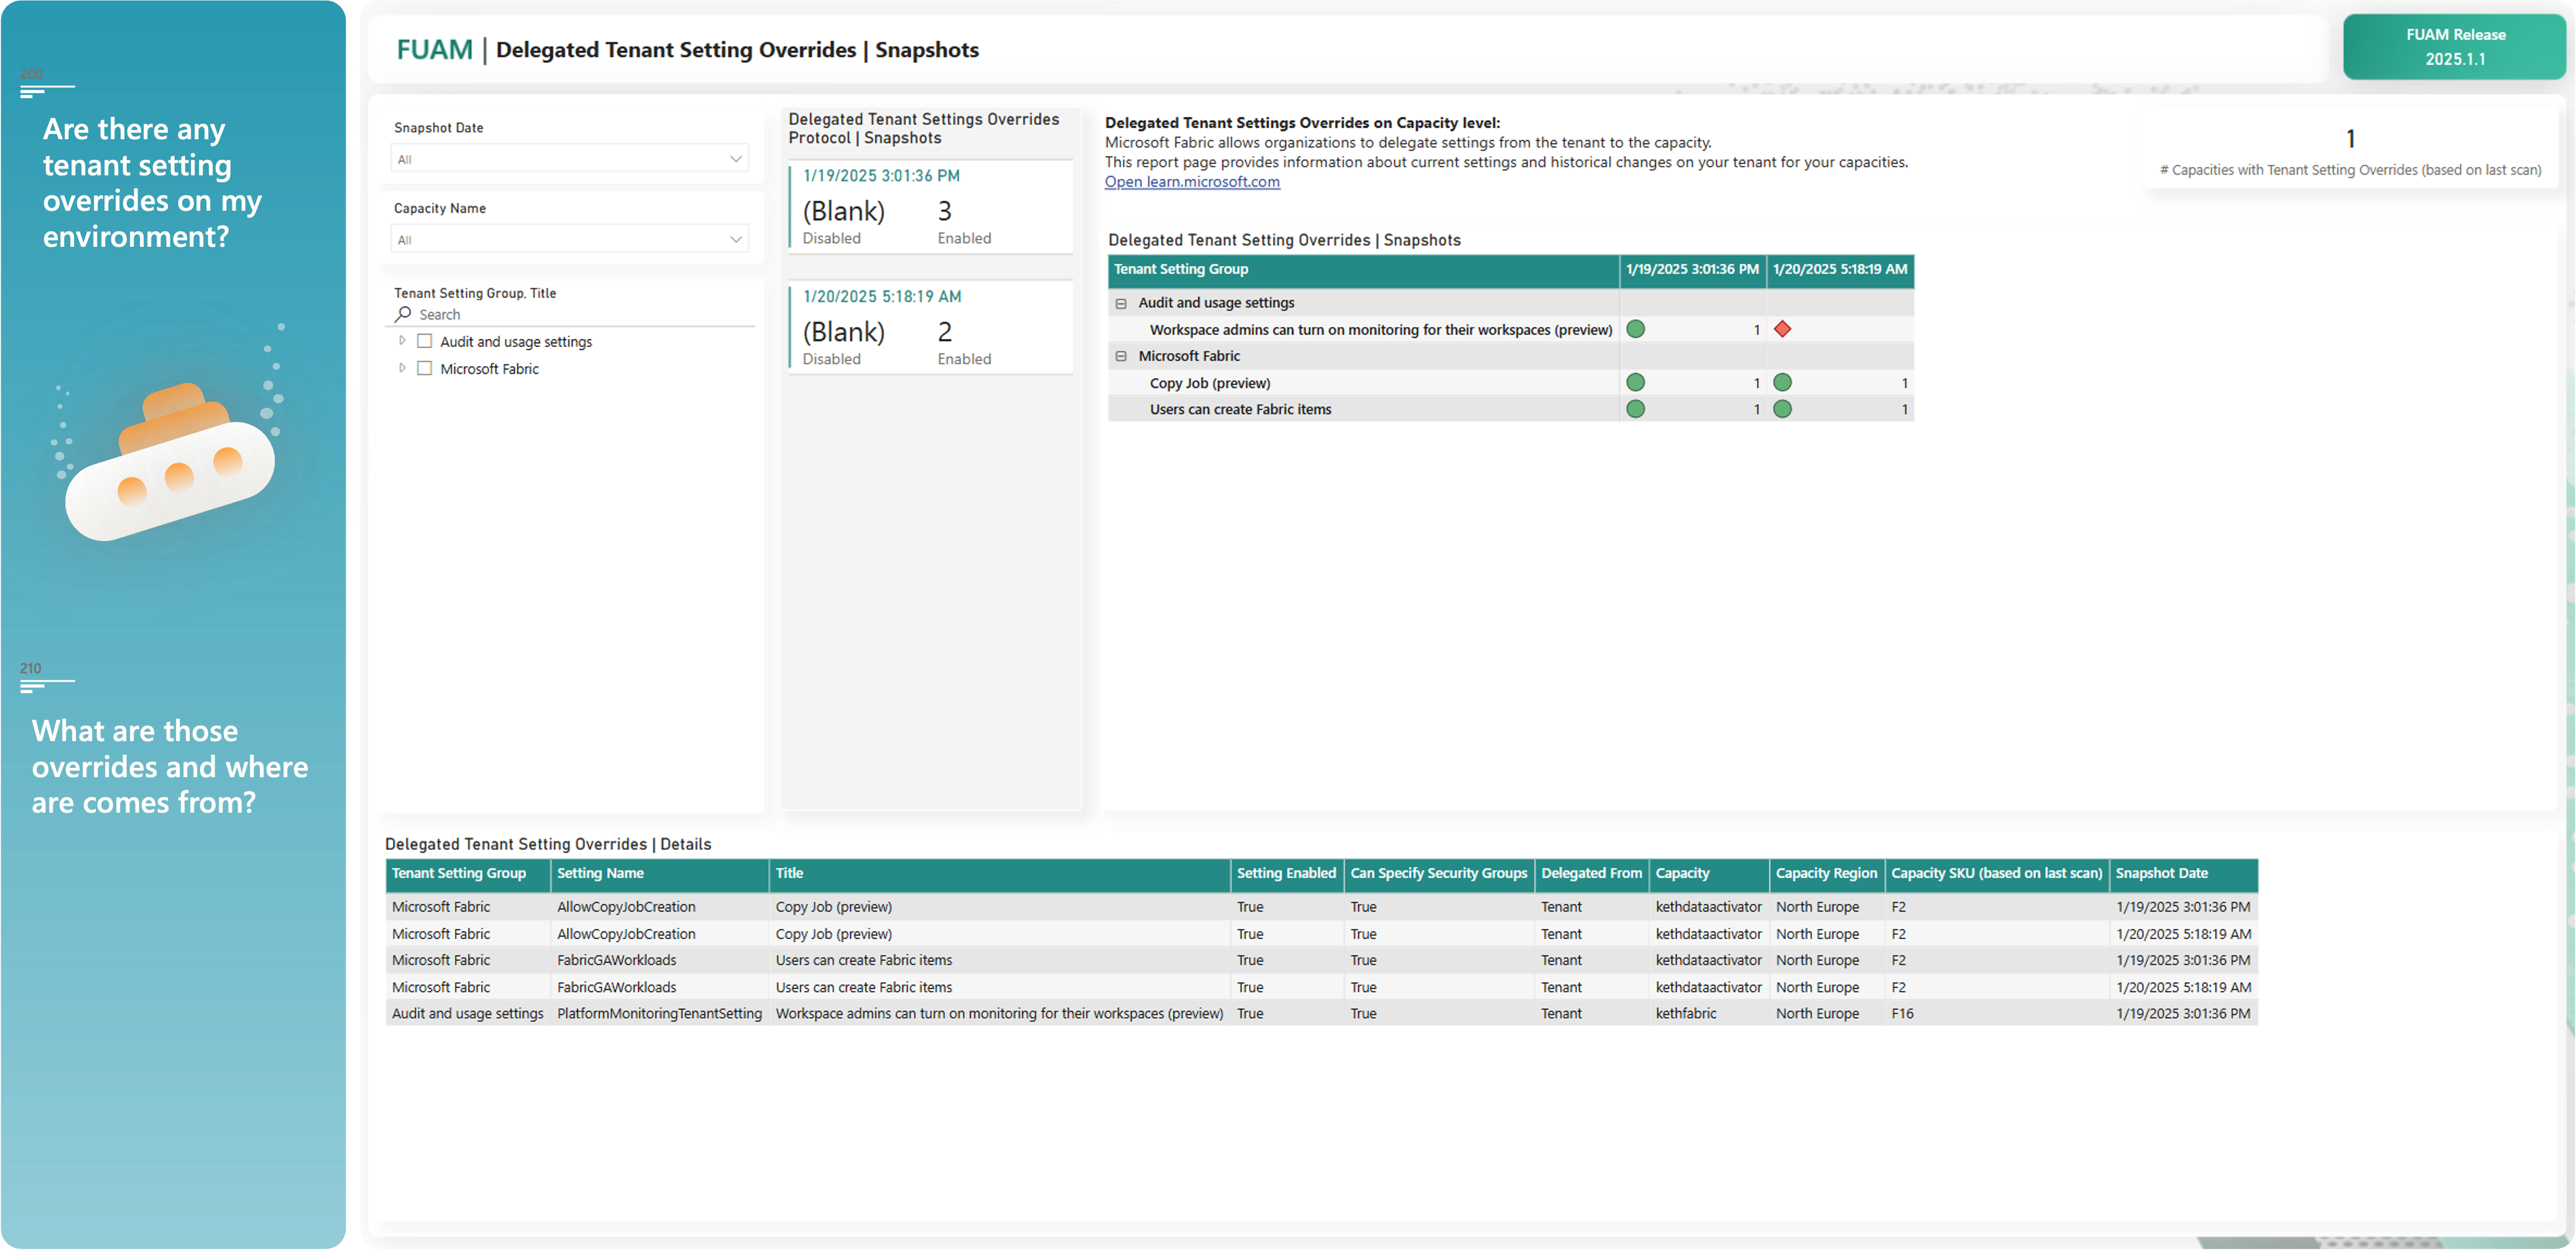 200
Are there any
tenant setting
overrides on my
environment?
210
What are those
overrides and where
are comes from?
FUAM | Delegated Tenant Setting Overrides | Snapshots
FUAM Release
2025.1.1
Snapshot Date
All
Capacity Name
All
Tenant Setting Group, Title
Search
Audit and usage settings
Microsoft Fabric
Delegated Tenant Settings Overrides
Protocol | Snapshots
1/19/2025 3:01:36 PM
(Blank) 3
Disabled Enabled
1/20/2025 5:18:19 AM
(Blank) 2
Disabled Enabled
Delegated Tenant Settings Overrides on Capacity level:
Microsoft Fabric allows organizations to delegate settings from the tenant to the capacity.
This report page provides information about current settings and historical changes on your tenant for your capacities.
Open learn.microsoft.com
1
# Capacities with Tenant Setting Overrides (based on last scan)
Delegated Tenant Setting Overrides | Snapshots
Tenant Setting Group 1/19/2025 3:01:36 PM 1/20/2025 5:18:19 AM
Audit and usage settings
Workspace admins can turn on monitoring for their workspaces (preview) 1
Microsoft Fabric
Copy Job (preview) 1 1
Users can create Fabric items 1 1
Delegated Tenant Setting Overrides | Details
Tenant Setting Group Setting Name Title Setting Enabled Can Specify Security Groups Delegated From Capacity Capacity Region Capacity SKU (based on last scan) Snapshot Date
Microsoft Fabric AllowCopyJobCreation Copy Job (preview) True True Tenant kethdataactivator North Europe F2 1/19/2025 3:01:36 PM
Microsoft Fabric AllowCopyJobCreation Copy Job (preview) True True Tenant kethdataactivator North Europe F2 1/20/2025 5:18:19 AM
Microsoft Fabric FabricGAWorkloads Users can create Fabric items True True Tenant kethdataactivator North Europe F2 1/19/2025 3:01:36 PM
Microsoft Fabric FabricGAWorkloads Users can create Fabric items True True Tenant kethdataactivator North Europe F2 1/20/2025 5:18:19 AM
Audit and usage settings PlatformMonitoringTenantSetting Workspace admins can turn on monitoring for their workspaces (preview) True True Tenant kethfabric North Europe F16 1/19/2025 3:01:36 PM